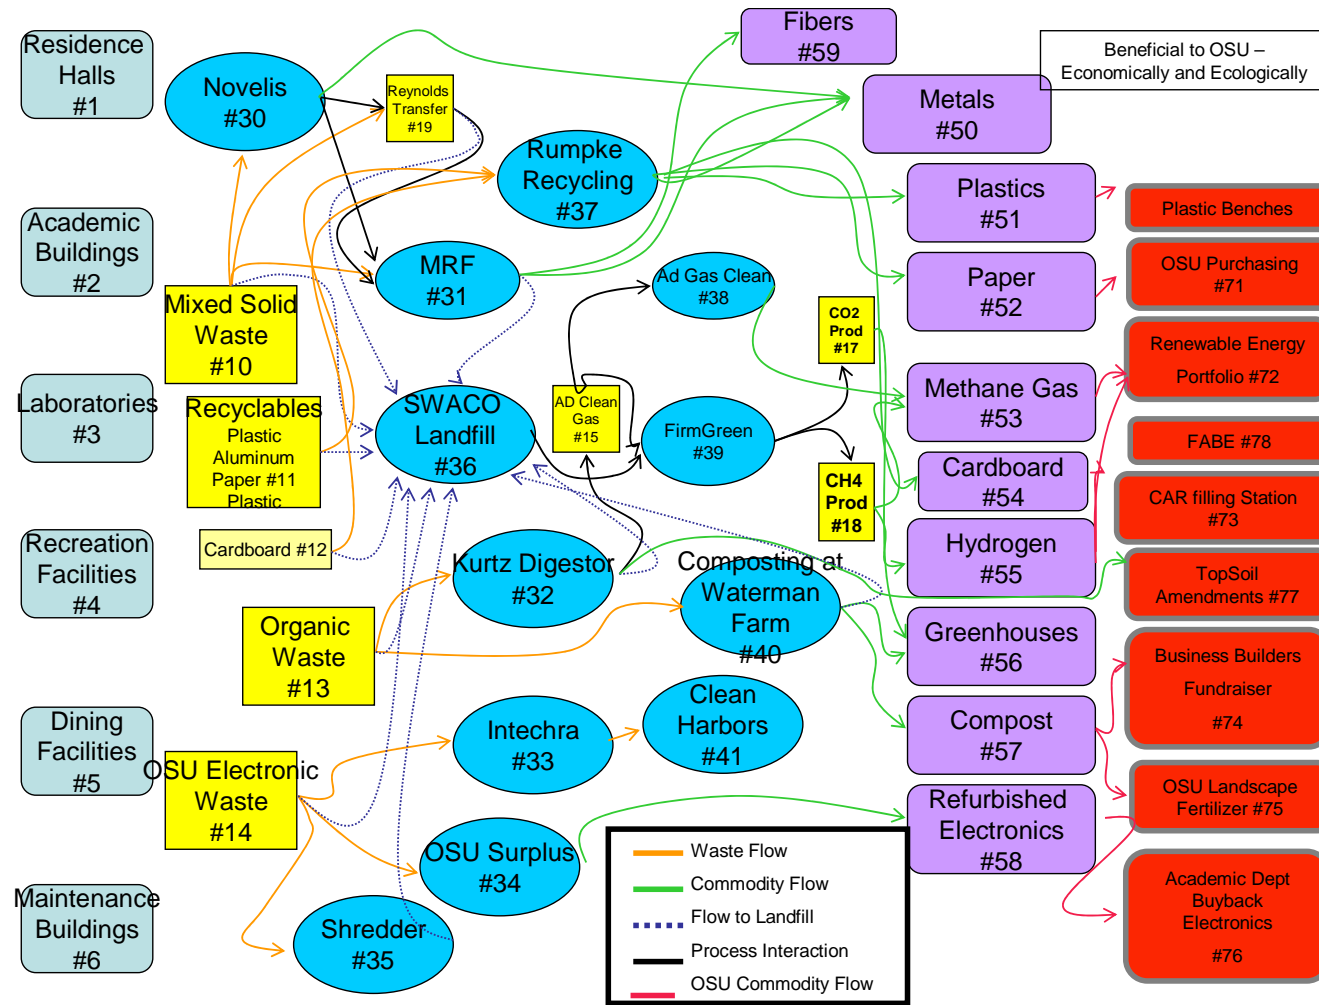 Residence
Halls
#1
Academic
Buildings
#2
Laboratories
#3
Recreation
Facilities
#4
Dining
Facilities
#5
Maintenance
Buildings
#6
Mixed Solid
Waste
#10
Recyclables
Plastic
Aluminum
Paper #11
Plastic
Cardboard #12
Organic
Waste
#13
OSU Electronic
Waste
#14
Novelis
#30
Reynolds
Transfer
#19
Rumpke
Recycling
#37
MRF
#31
SWACO
Landfill
#36
Ad Gas Clean
#38
AD Clean
Gas
#15
FirmGreen
#39
CO2
Prod
#17
CH4
Prod
#18
Kurtz Digestor
#32
Composting at
Waterman
Farm
#40
Intechra
#33
Clean
Harbors
#41
OSU Surplus
#34
Shredder
#35
Fibers
#59
Metals
#50
Plastics
#51
Paper
#52
Methane Gas
#53
Cardboard
#54
Hydrogen
#55
Greenhouses
#56
Compost
#57
Refurbished
Electronics
#58
Beneficial to OSU –
Economically and Ecologically
Plastic Benches
OSU Purchasing
#71
Renewable Energy
Portfolio #72
FABE #78
CAR filling Station
#73
TopSoil
Amendments #77
Business Builders
Fundraiser
#74
OSU Landscape
Fertilizer #75
Academic Dept
Buyback
Electronics
#76
Waste Flow
Commodity Flow
Flow to Landfill
Process Interaction
OSU Commodity Flow